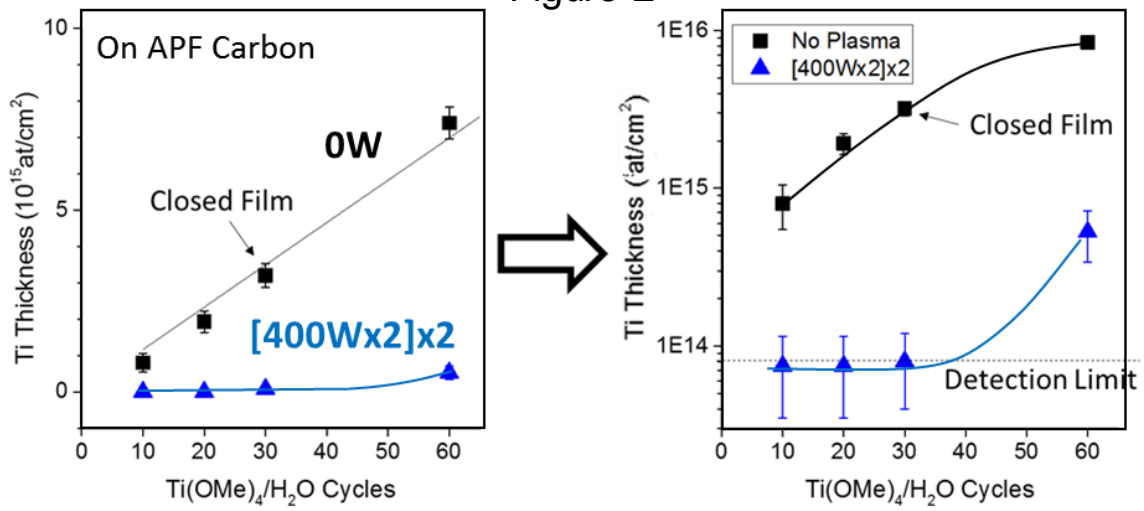 On APF Carbon
10
5
0
Ti Thickness (10¹⁵at/cm²)
0W
Closed Film
[400Wx2]x2
0 10 20 30 40 50 60
Ti(OMe)₄/H₂O Cycles
1E16
1E15
1E14
Ti Thickness (at/cm²)
No Plasma
[400Wx2]x2
Closed Film
Detection Limit
0 10 20 30 40 50 60
Ti(OMe)₄/H₂O Cycles